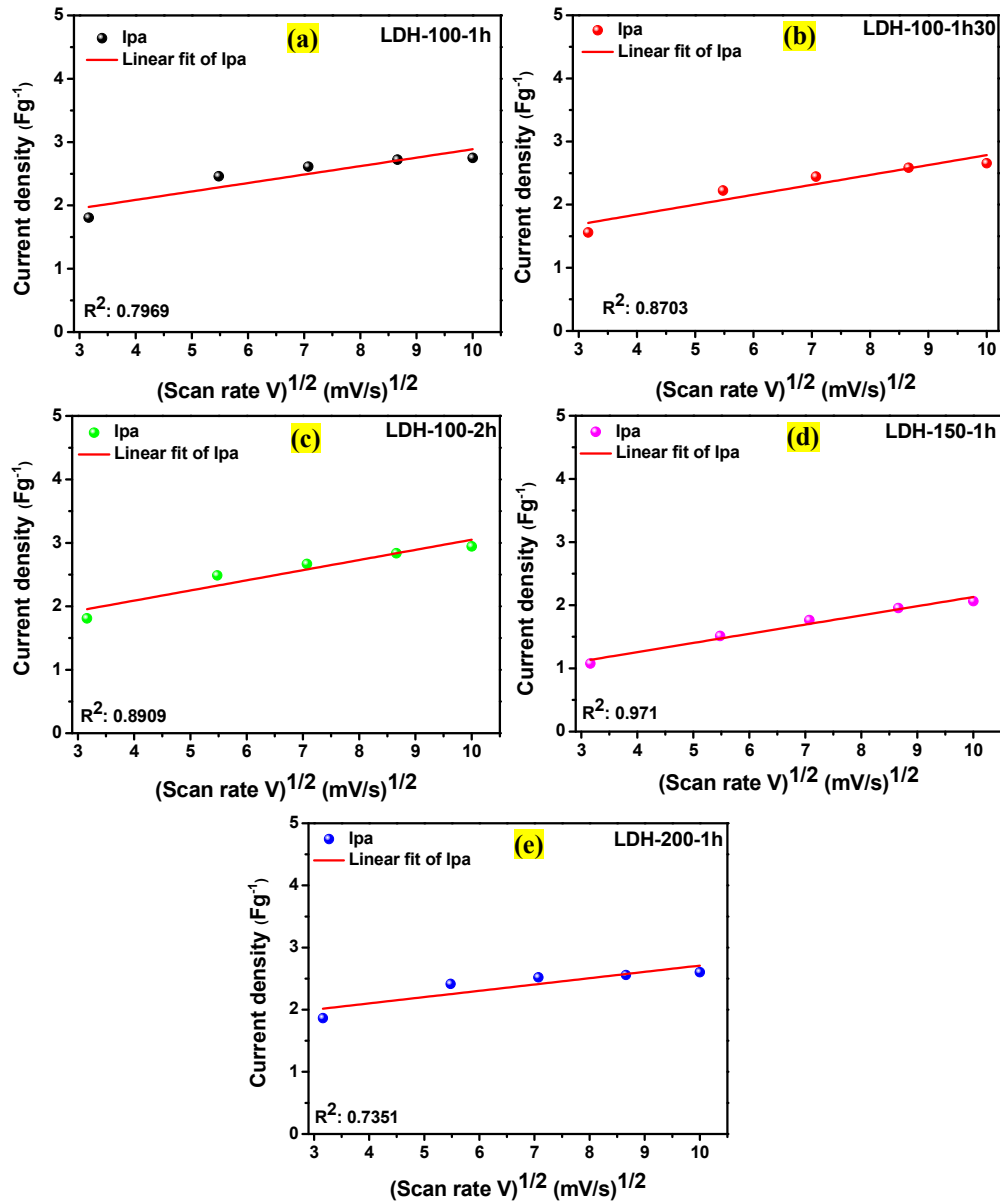 (a)
LDH-100-1h
Ipa
Linear fit of Ipa
Current density (Fg-1)
5
4
3
2
1
0
R2: 0.7969
3 4 5 6 7 8 9 10
(Scan rate V)1/2 (mV/s)1/2
(b)
LDH-100-1h30
Ipa
Linear fit of Ipa
Current density (Fg-1)
5
4
3
2
1
0
R2: 0.8703
3 4 5 6 7 8 9 10
(Scan rate V)1/2 (mV/s)1/2
(c)
LDH-100-2h
Ipa
Linear fit of Ipa
Current density (Fg-1)
5
4
3
2
1
0
R2: 0.8909
3 4 5 6 7 8 9 10
(Scan rate V)1/2 (mV/s)1/2
(d)
LDH-150-1h
Ipa
Linear fit of Ipa
Current density (Fg-1)
5
4
3
2
1
0
R2: 0.971
3 4 5 6 7 8 9 10
(Scan rate V)1/2 (mV/s)1/2
(e)
LDH-200-1h
Ipa
Linear fit of Ipa
Current density (Fg-1)
5
4
3
2
1
0
R2: 0.7351
3 4 5 6 7 8 9 10
(Scan rate V)1/2 (mV/s)1/2